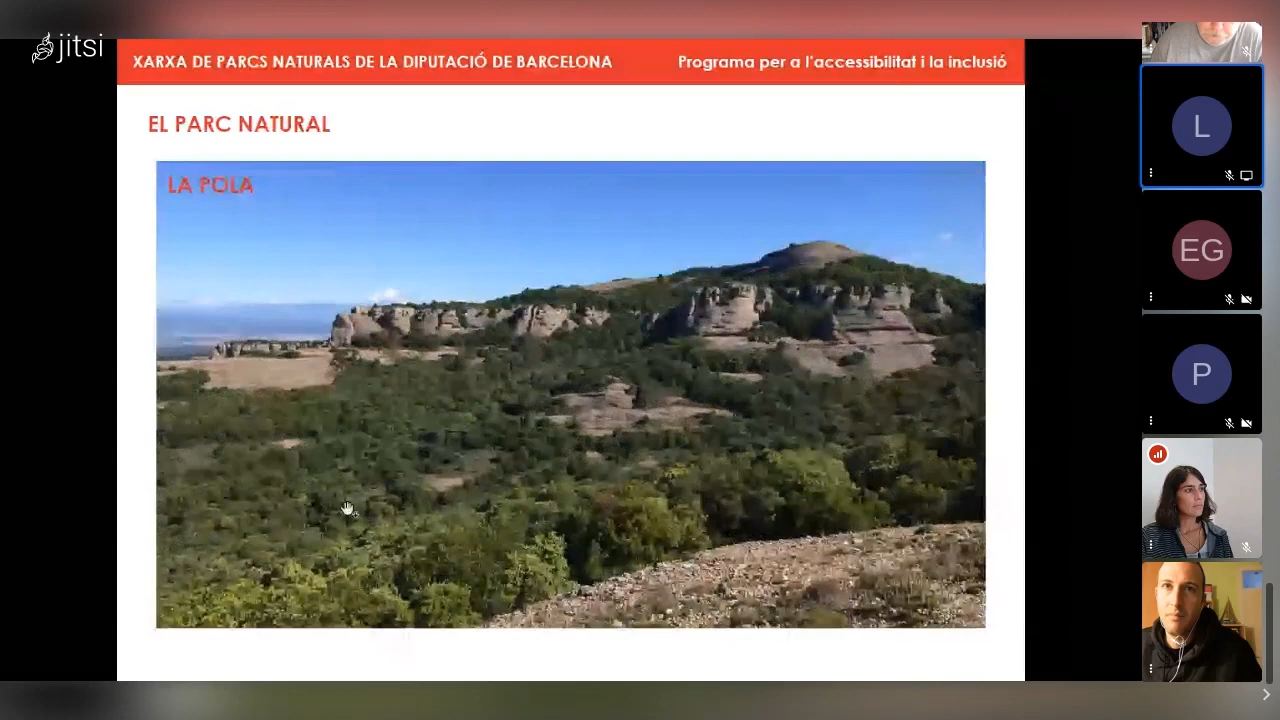 jitsi
XARXA DE PARCS NATURALS DE LA DIPUTACIÓ DE BARCELONA
Programa per a l'accessibilitat i la inclusió
EL PARC NATURAL
LA POLA
L
EG
P